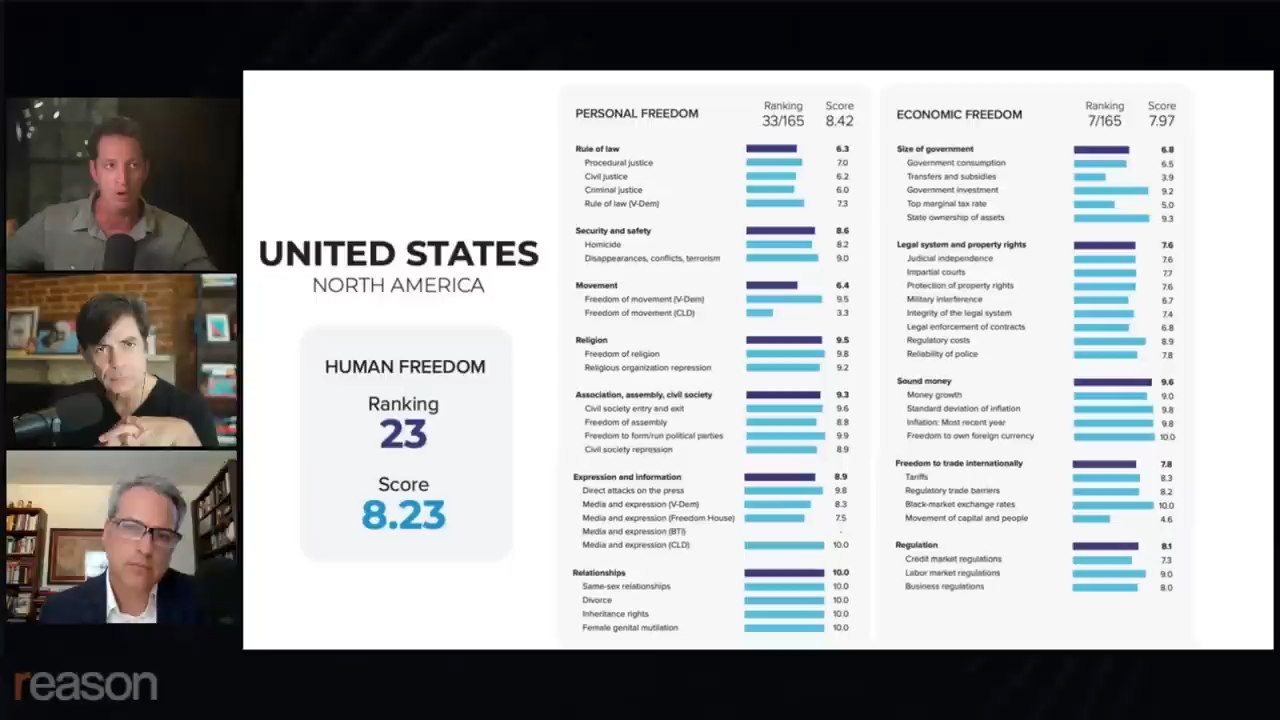 UNITED STATES
NORTH AMERICA
HUMAN FREEDOM
Ranking
23
Score
8.23
PERSONAL FREEDOM Ranking Score
33/165 8.42
Rule of law 6.3
Procedural justice 7.0
Civil justice 6.2
Criminal justice 6.0
Rule of law (V-Dem) 7.3
Security and safety 8.6
Homicide 8.2
Disappearances, conflicts, terrorism 9.0
Movement 6.4
Freedom of movement (V-Dem) 9.5
Freedom of movement (CLD) 3.3
Religion 9.5
Freedom of religion 9.8
Religious organization repression 9.2
Association, assembly, civil society 9.3
Civil society entry and exit 9.6
Freedom of assembly 8.8
Freedom to form/run political parties 9.9
Civil society repression 8.9
Expression and information 8.9
Direct attacks on the press 9.8
Media and expression (V-Dem) 8.3
Media and expression (Freedom House) 7.5
Media and expression (BTI) -
Media and expression (CLD) 10.0
Relationships 10.0
Same-sex relationships 10.0
Divorce 10.0
Inheritance rights 10.0
Female genital mutilation 10.0
ECONOMIC FREEDOM Ranking Score
7/165 7.97
Size of government 6.8
Government consumption 6.5
Transfers and subsidies 3.9
Government investment 9.2
Top marginal tax rate 5.0
State ownership of assets 9.3
Legal system and property rights 7.6
Judicial independence 7.6
Impartial courts 7.7
Protection of property rights 7.6
Military interference 6.7
Integrity of the legal system 7.4
Legal enforcement of contracts 6.8
Regulatory costs 8.9
Reliability of police 7.8
Sound money 9.6
Money growth 9.0
Standard deviation of inflation 9.8
Inflation: Most recent year 9.8
Freedom to own foreign currency 10.0
Freedom to trade internationally 7.8
Tariffs 8.3
Regulatory trade barriers 8.2
Black-market exchange rates 10.0
Movement of capital and people 4.6
Regulation 8.1
Credit market regulations 7.3
Labor market regulations 9.0
Business regulations 8.0
reason